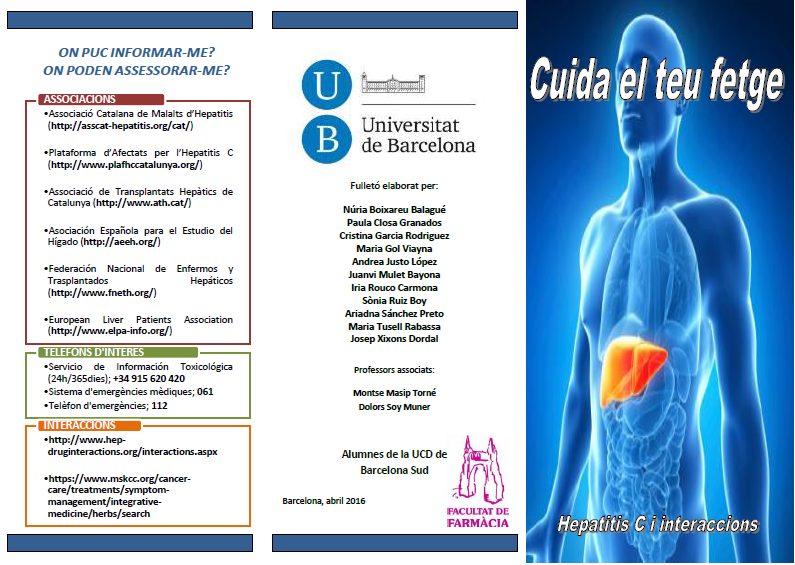 ON PUC INFORMAR-ME?
ON PODEN ASSESSORAR-ME?
ASSOCIACIONS
•Associació Catalana de Malalts d'Hepatitis
(http://asscat-hepatitis.org/cat/)
•Plataforma d'Afectats per l'Hepatitis C
(http://www.plafhccatalunya.org/)
•Associació de Transplantats Hepàtics de
Catalunya (http://www.ath.cat/)
•Asociación Española para el Estudio del
Hígado (http://aeeh.org/)
•Federación Nacional de Enfermos y
Trasplantados Hepáticos
(http://www.fneth.org/)
•European Liver Patients Association
(http://www.elpa-info.org/)
TELEFONS D'INTERES
•Servicio de Información Toxicológica
(24h/365dies); +34 915 620 420
•Sistema d'emergències mèdiques; 061
•Telèfon d'emergències; 112
INTERACCIONS
•http://www.hep-
druginteractions.org/interactions.aspx
•https://www.mskcc.org/cancer-
care/treatments/symptom-
management/integrative-
medicine/herbs/search
U
B
Universitat
de Barcelona
Fulletó elaborat per:
Núria Boixareu Balagué
Paula Closa Granados
Cristina Garcia Rodriguez
Maria Gol Viayna
Andrea Justo López
Juanvi Mulet Bayona
Iria Rouco Carmona
Sònia Ruiz Boy
Ariadna Sánchez Preto
Maria Tusell Rabassa
Josep Xixons Dordal
Professors associats:
Montse Masip Torné
Dolors Soy Muner
Alumnes de la UCD de
Barcelona Sud
Barcelona, abril 2016
FACULTAT DE
FARMÀCIA
Cuida el teu fetge
Hepatitis C i interaccions